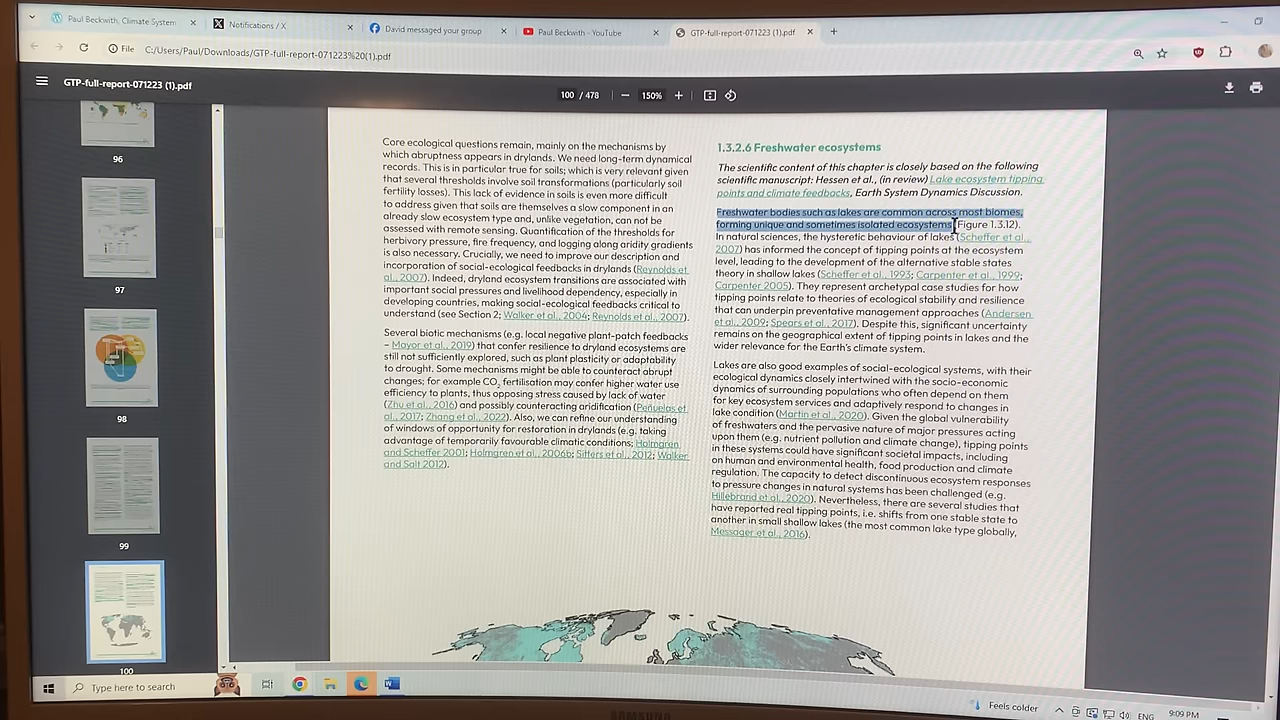 Paul Beckwith, Climate System
Notifications / X
David messaged your group
Paul Beckwith - YouTube
GTP-full-report-071223 (1).pdf
File
C:/Users/Paul/Downloads/GTP-full-report-071223%20(1).pdf
GTP-full-report-071223 (1).pdf
100 / 478
150%
96
97
98
99
100
Core ecological questions remain, mainly on the mechanisms by
which abruptness appears in drylands. We need long-term dynamical
records. This is in particular true for soils; which is very relevant given
that several thresholds involve soil transformations (particularly soil
fertility losses). This lack of evidence in soils is even more difficult
to address given that soils are themselves a slow component in an
already slow ecosystem type and, unlike vegetation, can not be
assessed with remote sensing. Quantification of the thresholds for
herbivory pressure, fire frequency, and logging along aridity gradients
is also necessary. Crucially, we need to improve our description and
incorporation of social-ecological feedbacks in drylands (Reynolds et
al., 2007). Indeed, dryland ecosystem transitions are associated with
important social pressures and livelihood dependency, especially in
developing countries, making social-ecological feedbacks critical to
understand (see Section 2; Walker et al., 2004; Reynolds et al., 2007).
Several biotic mechanisms (e.g. local negative plant-patch feedbacks
– Mayor et al., 2019) that confer resilience to dryland ecosystems are
still not sufficiently explored, such as plant plasticity or adaptability
to drought. Some mechanisms might be able to counteract abrupt
changes; for example CO2 fertilisation may confer higher water use
efficiency to plants, thus opposing stress caused by lack of water
(Zhu et al., 2016) and possibly counteracting aridification (Peñuelas et
al., 2017; Zhang et al., 2022). Also, we can refine our understanding
of windows of opportunity for restoration in drylands (e.g. taking
advantage of temporarily favourable climatic conditions; Holmgren
and Scheffer 2001; Holmgren et al., 2006b; Sitters et al., 2012; Walker
and Salt 2012).
1.3.2.6 Freshwater ecosystems
The scientific content of this chapter is closely based on the following
scientific manuscript: Hessen et al., (in review) Lake ecosystem tipping
points and climate feedbacks, Earth System Dynamics Discussion.
Freshwater bodies such as lakes are common across most biomes,
forming unique and sometimes isolated ecosystems (Figure 1.3.12).
In natural sciences, the hysteretic behaviour of lakes (Scheffer et al.,
2007) has informed the concept of tipping points at the ecosystem
level, leading to the development of the alternative stable states
theory in shallow lakes (Scheffer et al., 1993; Carpenter et al., 1999;
Carpenter 2005). They represent archetypal case studies for how
tipping points relate to theories of ecological stability and resilience
that can underpin preventative management approaches (Andersen
et al., 2009; Spears et al., 2017). Despite this, significant uncertainty
remains on the geographical extent of tipping points in lakes and the
wider relevance for the Earth's climate system.
Lakes are also good examples of social-ecological systems, with their
ecological dynamics closely intertwined with the socio-economic
dynamics of surrounding populations who often depend on them
for key ecosystem services and adaptively respond to changes in
lake condition (Martin et al., 2020). Given the global vulnerability
of freshwaters and the pervasive nature of major pressures acting
upon them (e.g. nutrient pollution and climate change), tipping points
in these systems could have significant societal impacts, including
on human and environmental health, food production and climate
regulation. The capacity to detect discontinuous ecosystem responses
to pressure changes in natural systems has been challenged (e.g.
Hillebrand et al., 2020). Nevertheless, there are several studies that
have reported real tipping points, i.e. shifts from one stable state to
another in small shallow lakes (the most common lake type globally,
Messager et al., 2016).
Type here to search
Feels colder
ENG
9:09 PM
SAMSUNG